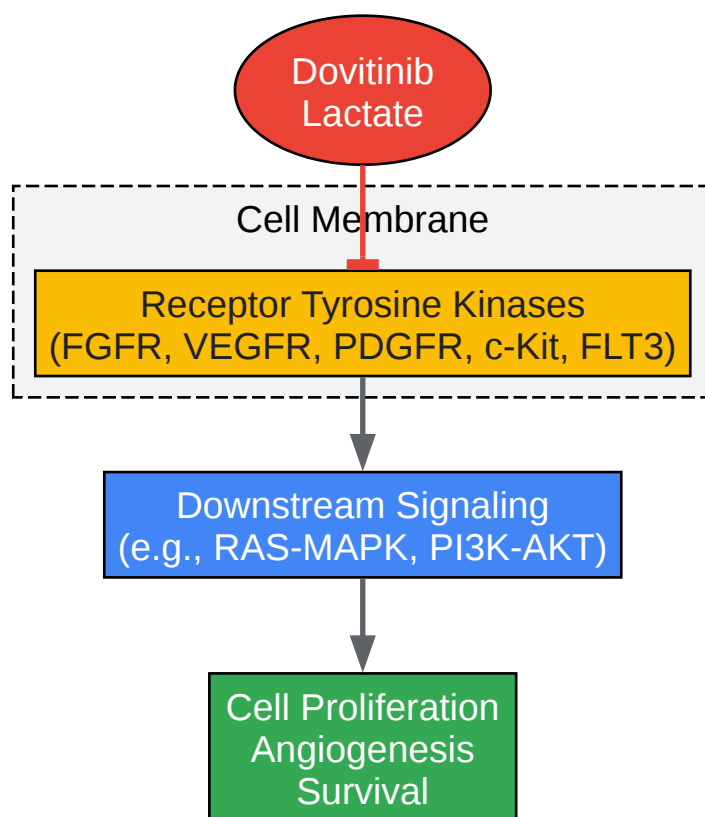 Dovitinib
Lactate
Cell Membrane
Receptor Tyrosine Kinases
(FGFR, VEGFR, PDGFR, c-Kit, FLT3)
Downstream Signaling
(e.g., RAS-MAPK, PI3K-AKT)
Cell Proliferation
Angiogenesis
Survival